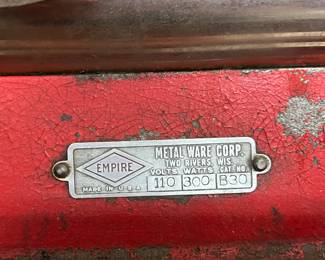 METAL WARE CORP.
EMPIRE
TWO RIVERS, WIS.
VOLTS WATTS CAT. NO.
MADE IN U.S.A.
110 300 B30